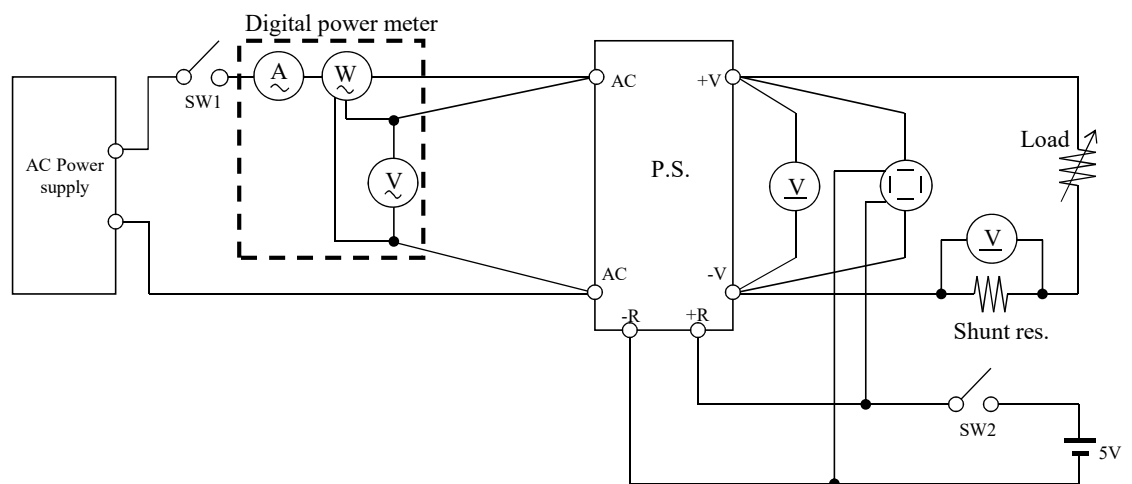 Digital power meter
A
W
SW1
AC
+V
AC Power
supply
P.S.
Load
V
V
V
AC
-V
-R
+R
Shunt res.
SW2
5V